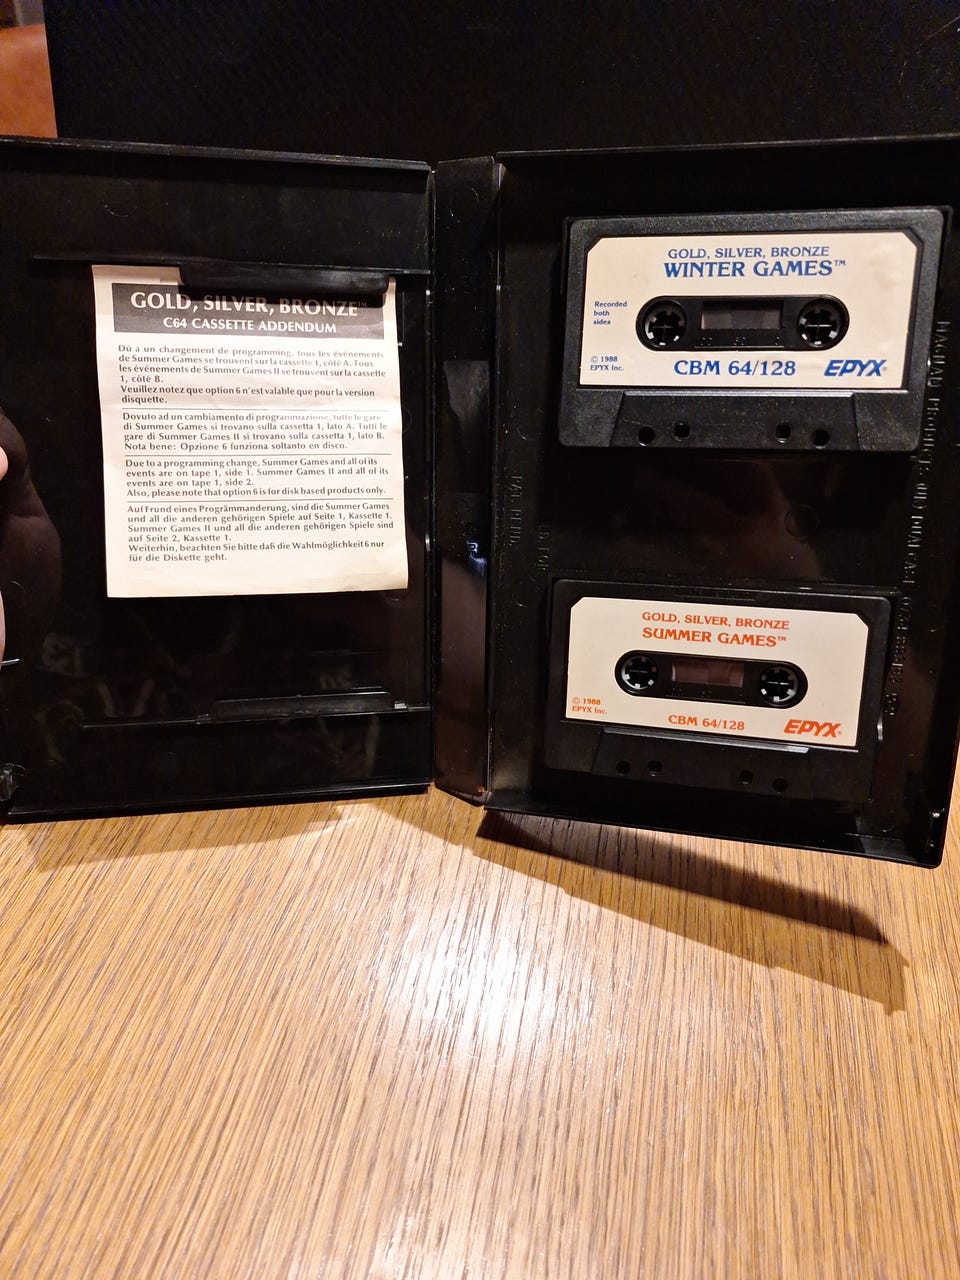 GOLD, SILVER, BRONZE™
C64 CASSETTE ADDENDUM
Dû a un changement de programming, tous les événements
de Summer Games se trouvent sur la cassette 1, côté A. Tous
les événements de Summer Games II se trouvent sur la cassette
1, côté B.
Veuillez notez que option 6 n'est valable que pour la version
disquette.
Dovuto ad un cambiamento di programmazione, tutte le gare
di Summer Games si trovano sulla cassetta 1, lato A. Tutti le
gare di Summer Games II si trovano sulla cassetta 1, lato B.
Nota bene: Opzione 6 funziona soltanto en disco.
Due to a programming change, Summer Games and all of its
events are on tape 1, side 1. Summer Games II and all of its
events are on tape 1, side 2.
Also, please note that option 6 is for disk based products only.
Auf Frund eines Progrämmanderung, sind die Summer Games
und all die anderen gehörigen Spiele auf Seite 1, Kassette 1.
Summer Games II und all die anderen gehörigen Spiele sind
auf Seite 2, Kassette 1.
Weiterhin, beachten Sie bitte daß die Wahlmöglichkeit 6 nur
für die Diskette geht.
GOLD, SILVER, BRONZE
WINTER GAMES™
Recorded
both
sides
© 1988
EPYX Inc.
CBM 64/128
EPYX®
GOLD, SILVER, BRONZE
SUMMER GAMES™
© 1988
EPYX Inc.
CBM 64/128
EPYX®
PAT. PEND.